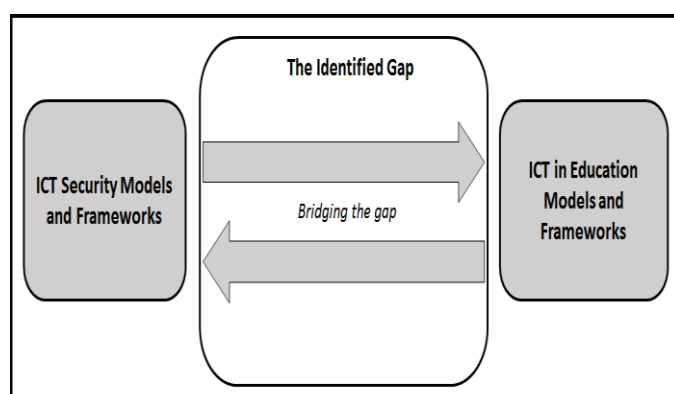 The Identified Gap
ICT Security Models
and Frameworks
Bridging the gap
ICT in Education
Models and
Frameworks